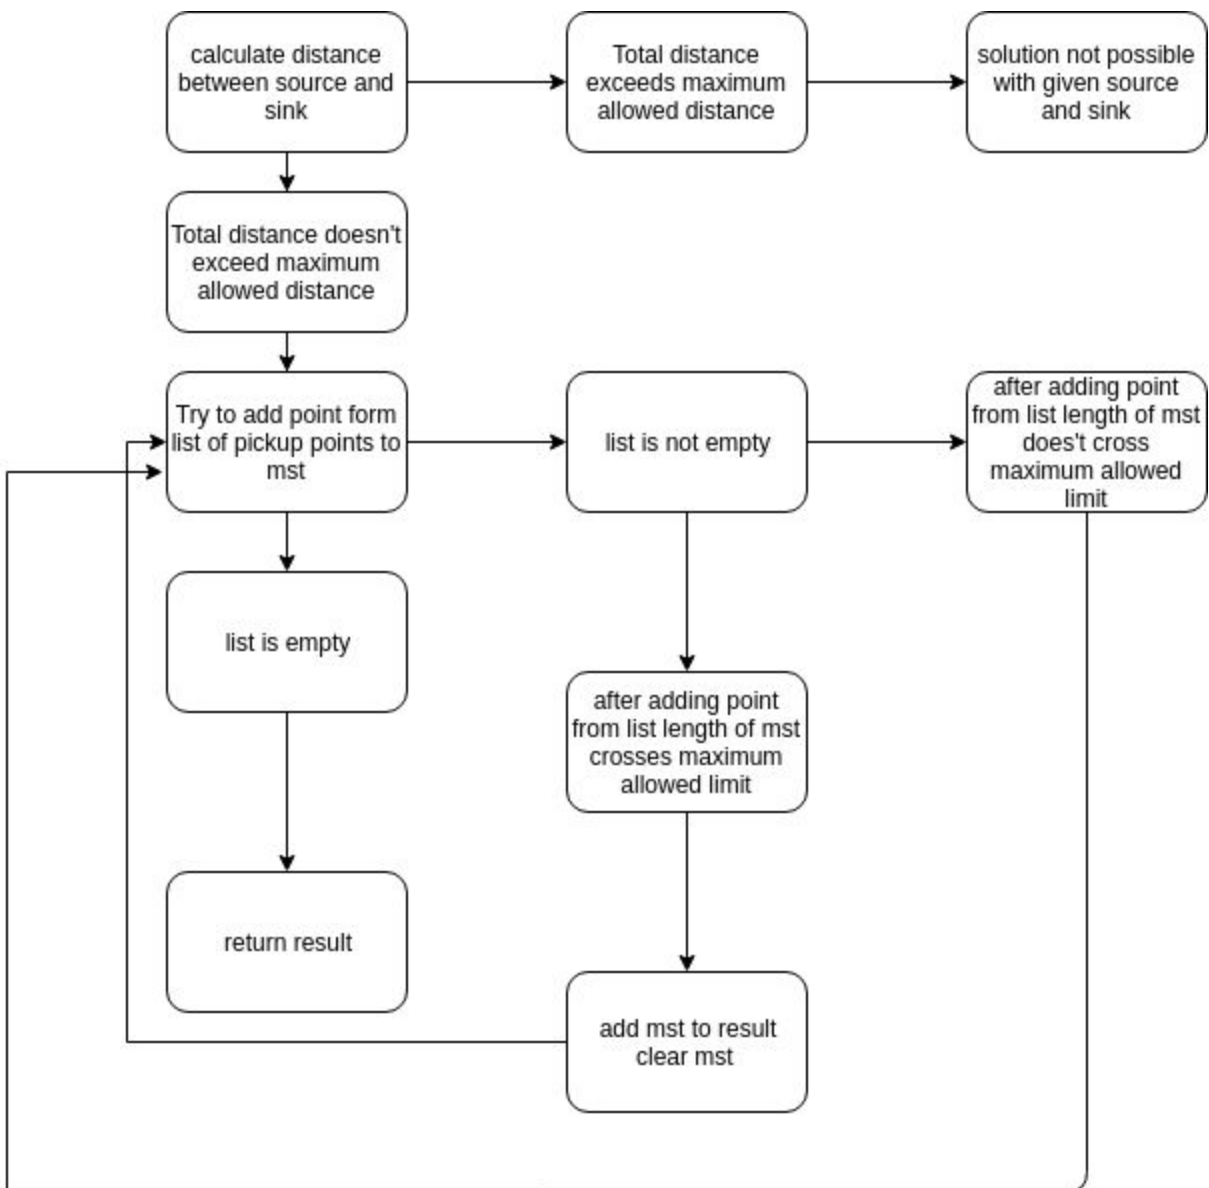 calculate distance
between source and
sink
Total distance
exceeds maximum
allowed distance
solution not possible
with given source
and sink
Total distance doesn't
exceed maximum
allowed distance
Try to add point form
list of pickup points to
mst
list is not empty
after adding point
from list length of mst
does't cross
maximum allowed
limit
list is empty
after adding point
from list length of mst
crosses maximum
allowed limit
return result
add mst to result
clear mst